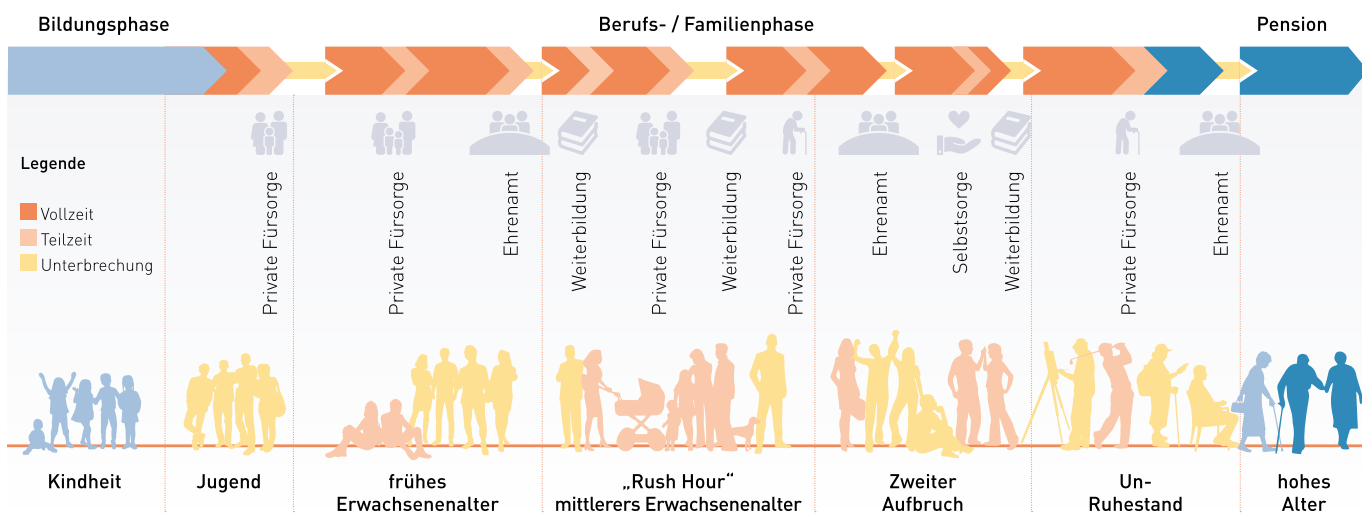 Bildungsphase
Berufs- / Familienphase
Pension
Legende
Vollzeit
Teilzeit
Unterbrechung
Private Fürsorge
Private Fürsorge
Ehrenamt
Weiterbildung
Private Fürsorge
Weiterbildung
Private Fürsorge
Ehrenamt
Selbstsorge
Weiterbildung
Private Fürsorge
Ehrenamt
Kindheit
Jugend
frühes
Erwachsenenalter
„Rush Hour“
mittlerers Erwachsenenalter
Zweiter
Aufbruch
Un-
Ruhestand
hohes
Alter